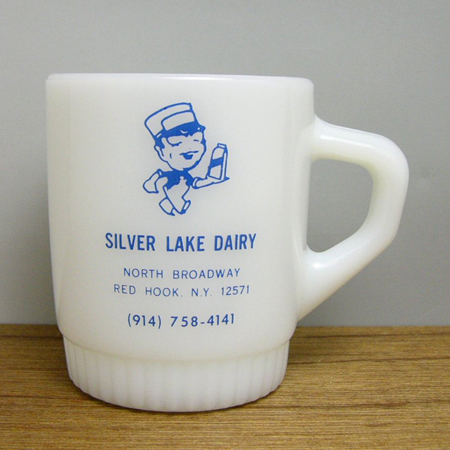 SILVER LAKE DAIRY
NORTH BROADWAY
RED HOOK, N.Y. 12571
(914) 758-4141